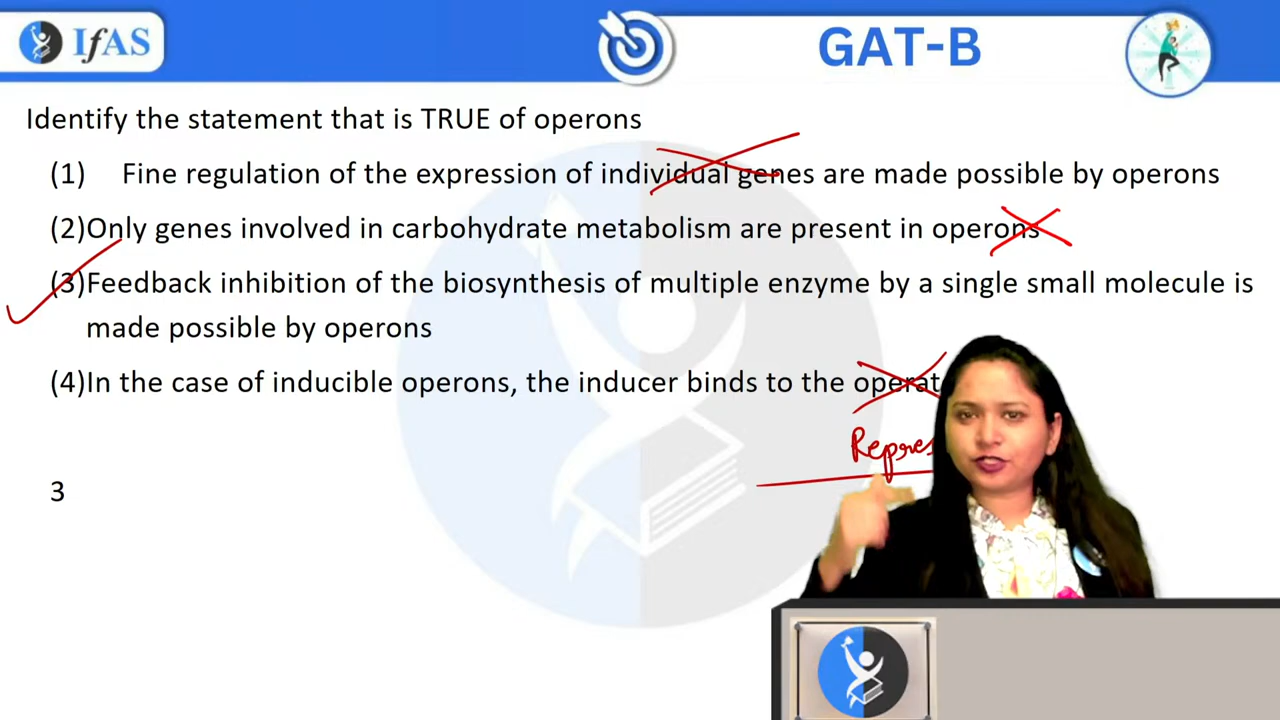 IfAS
GAT-B
Identify the statement that is TRUE of operons
(1) Fine regulation of the expression of individual genes are made possible by operons
(2)Only genes involved in carbohydrate metabolism are present in operons
(3)Feedback inhibition of the biosynthesis of multiple enzyme by a single small molecule is
made possible by operons
(4)In the case of inducible operons, the inducer binds to the
3